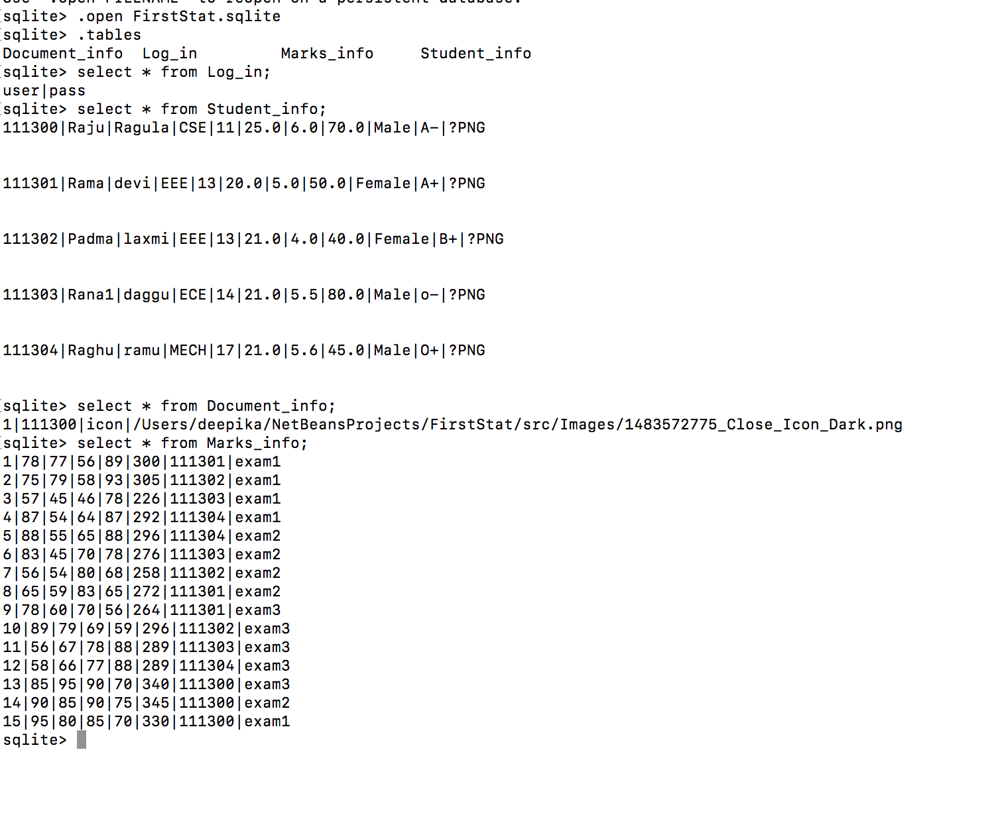 Use ".open FILENAME" to reopen on a persistent database.
sqlite> .open FirstStat.sqlite
sqlite> .tables
Document_info  Log_in         Marks_info     Student_info
sqlite> select * from Log_in;
user|pass
sqlite> select * from Student_info;
111300|Raju|Ragula|CSE|11|25.0|6.0|70.0|Male|A-|?PNG
111301|Rama|devi|EEE|13|20.0|5.0|50.0|Female|A+|?PNG
111302|Padma|laxmi|EEE|13|21.0|4.0|40.0|Female|B+|?PNG
111303|Rana1|daggu|ECE|14|21.0|5.5|80.0|Male|o-|?PNG
111304|Raghu|ramu|MECH|17|21.0|5.6|45.0|Male|O+|?PNG
sqlite> select * from Document_info;
1|111300|icon|/Users/deepika/NetBeansProjects/FirstStat/src/Images/1483572775_Close_Icon_Dark.png
sqlite> select * from Marks_info;
1|78|77|56|89|300|111301|exam1
2|75|79|58|93|305|111302|exam1
3|57|45|46|78|226|111303|exam1
4|87|54|64|87|292|111304|exam1
5|88|55|65|88|296|111304|exam2
6|83|45|70|78|276|111303|exam2
7|56|54|80|68|258|111302|exam2
8|65|59|83|65|272|111301|exam2
9|78|60|70|56|264|111301|exam3
10|89|79|69|59|296|111302|exam3
11|56|67|78|88|289|111303|exam3
12|58|66|77|88|289|111304|exam3
13|85|95|90|70|340|111300|exam3
14|90|85|90|75|345|111300|exam2
15|95|80|85|70|330|111300|exam1
sqlite>